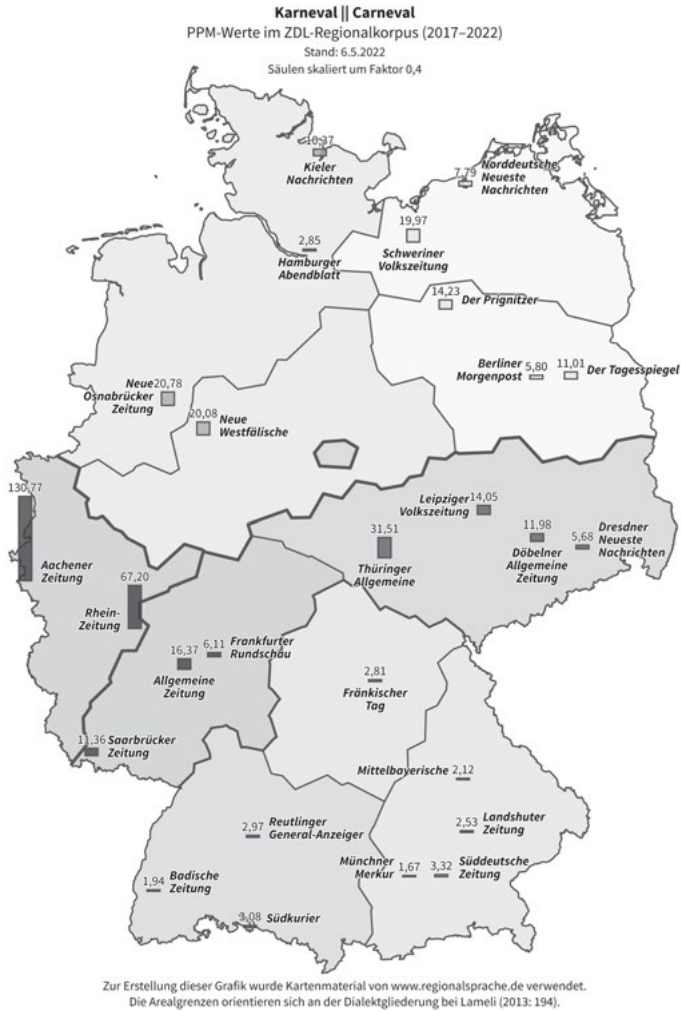 Karneval || Carneval
PPM-Werte im ZDL-Regionalkorpus (2017–2022)
Stand: 6.5.2022
Säulen skaliert um Faktor 0,4
10,37
Kieler
Nachrichten
7,79
Norddeutsche
Neueste
Nachrichten
2,85
Hamburger
Abendblatt
19,97
Schweriner
Volkszeitung
14,23
Der Prignitzer
Berliner
Morgenpost
5,80
11,01
Der Tagesspiegel
Neue
Osnabrücker
Zeitung
20,78
20,08
Neue
Westfälische
130,77
Aachener
Zeitung
67,20
Rhein-
Zeitung
Leipziger
Volkszeitung
14,05
31,51
Thüringer
Allgemeine
11,98
Döbelner
Allgemeine
Zeitung
5,68
Dresdner
Neueste
Nachrichten
16,37
Allgemeine
Zeitung
6,11
Frankfurter
Rundschau
2,81
Fränkischer
Tag
11,36
Saarbrücker
Zeitung
Mittelbayerische
2,12
2,97
Reutlinger
General-Anzeiger
2,53
Landshuter
Zeitung
1,94
Badische
Zeitung
Münchner
Merkur
1,67
3,32
Süddeutsche
Zeitung
3,08
Südkurier
Zur Erstellung dieser Grafik wurde Kartenmaterial von www.regionalsprache.de verwendet.
Die Arealgrenzen orientieren sich an der Dialektgliederung bei Lameli (2013: 194).